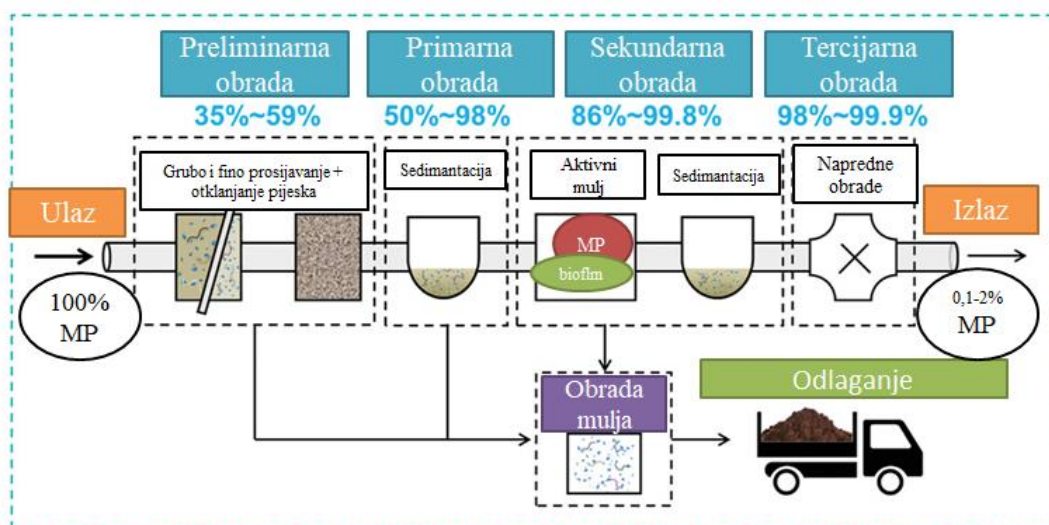 Preliminarna
obrada
Primarna
obrada
Sekundarna
obrada
Tercijarna
obrada
35%~59%
50%~98%
86%~99.8%
98%~99.9%
Grubo i fino prosijavanje +
otklanjanje pijeska
Sedimantacija
Aktivni
mulj
Sedimantacija
Napredne
obrade
Ulaz
Izlaz
MP
bioflm
100%
MP
0,1-2%
MP
Obrada
mulja
Odlaganje